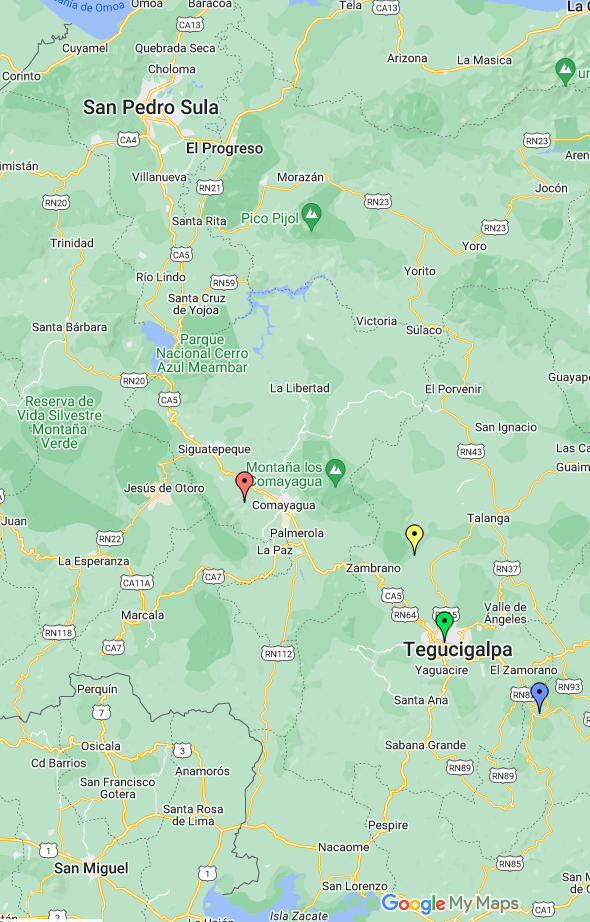 Omoa
Baracoa
Tela
CA13
Bahía de Omoa
La C
Cuyamel
Quebrada Seca
CA13
Arizona
La Masica
Choloma
Corinto
un
San Pedro Sula
CA4
El Progreso
RN23
Aren
imistán
Villanueva
Morazán
Jocón
RN21
RN20
RN23
Santa Rita
Pico Pijol
RN23
Trinidad
Yoro
CA5
Río Lindo
RN59
Yorito
Santa Cruz
de Yojoa
Victoria
Sulaco
Santa Bárbara
Parque
Nacional Cerro
Azul Meámbar
Guayape
RN20
La Libertad
El Porvenir
CA5
Reserva de
Vida Silvestre
Montaña
Verde
San Ignacio
Siguatepeque
RN43
Las Ca
Montaña los
Comayagua
Guaim
Jesús de Otoro
Comayagua
Juan
Talanga
Palmerola
RN22
La Paz
La Esperanza
Zambrano
RN37
CA11A
CA7
CA5
Marcala
RN64
Valle de
Ángeles
RN118
CA7
Tegucigalpa
RN112
Yaguacire
El Zamorano
Perquín
RN93
Santa Ana
7
Osicala
3
Sabana Grande
Cd Barrios
Anamorós
RN89
San Francisco
Gotera
RN89
Santa Rosa
de Lima
Pespire
1
Nacaome
San Miguel
RN85
1
San M
de C
San Lorenzo
2
La Unión
Isla Zacate
CA1
Google My Maps